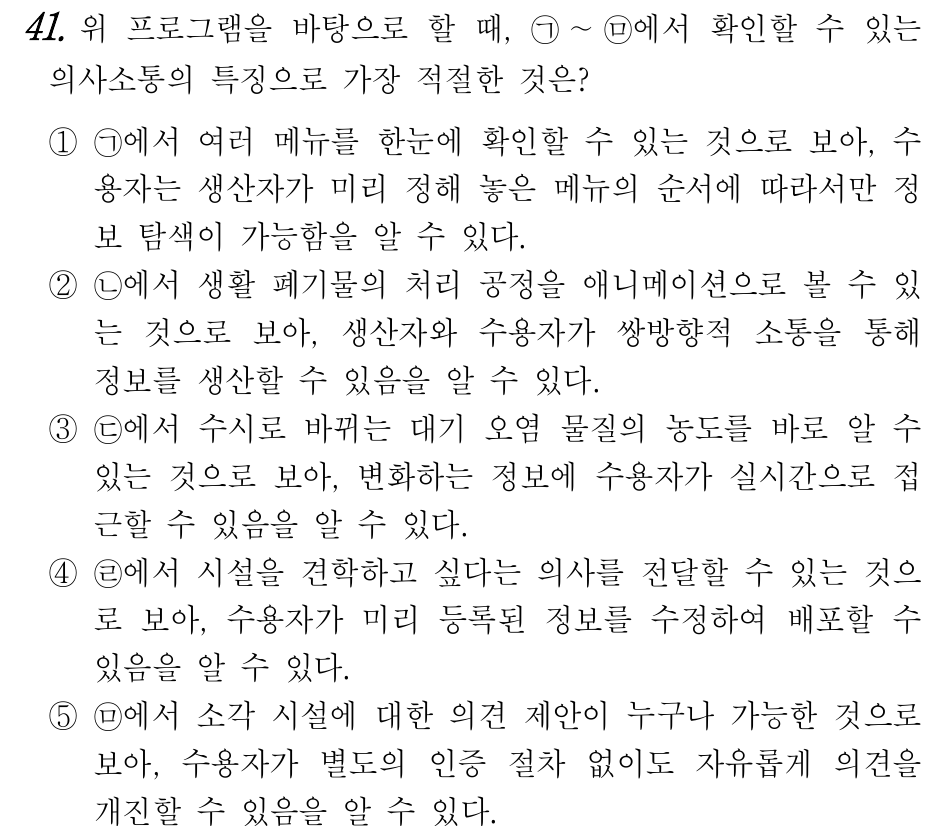 41. 위 프로그램을 바탕으로 할 때, ㉠ ~ ㉤에서 확인할 수 있는
의사소통의 특징으로 가장 적절한 것은?
① ㉠에서 여러 메뉴를 한눈에 확인할 수 있는 것으로 보아, 수
용자는 생산자가 미리 정해 놓은 메뉴의 순서에 따라서만 정
보 탐색이 가능함을 알 수 있다.
② ㉡에서 생활 폐기물의 처리 공정을 애니메이션으로 볼 수 있
는 것으로 보아, 생산자와 수용자가 쌍방향적 소통을 통해
정보를 생산할 수 있음을 알 수 있다.
③ ㉢에서 수시로 바뀌는 대기 오염 물질의 농도를 바로 알 수
있는 것으로 보아, 변화하는 정보에 수용자가 실시간으로 접
근할 수 있음을 알 수 있다.
④ ㉣에서 시설을 견학하고 싶다는 의사를 전달할 수 있는 것으
로 보아, 수용자가 미리 등록된 정보를 수정하여 배포할 수
있음을 알 수 있다.
⑤ ㉤에서 소각 시설에 대한 의견 제안이 누구나 가능한 것으로
보아, 수용자가 별도의 인증 절차 없이도 자유롭게 의견을
개진할 수 있음을 알 수 있다.